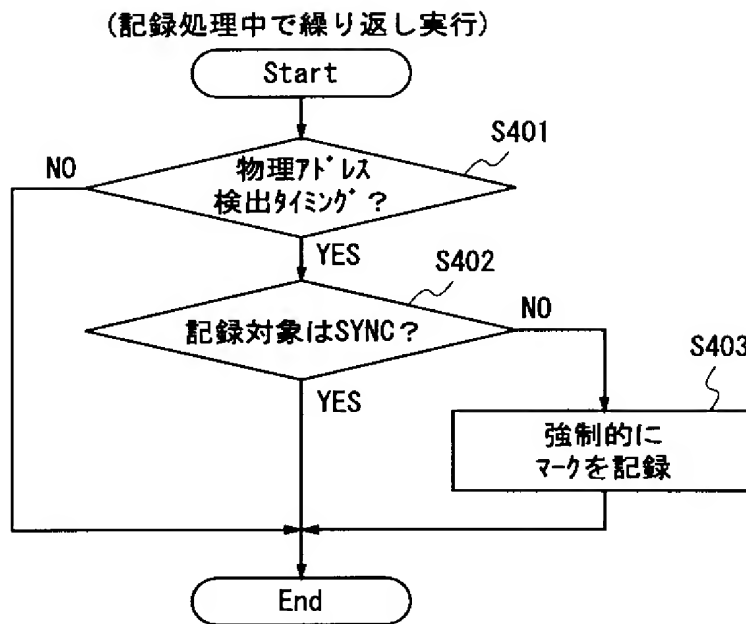 (記録処理中で繰り返し実行)
Start
S401
NO
物理ｱﾄﾞﾚｽ
検出ﾀｲﾐﾝｸﾞ？
YES
S402
記録対象はSYNC？
NO
YES
S403
強制的に
ﾏｰｸを記録
End